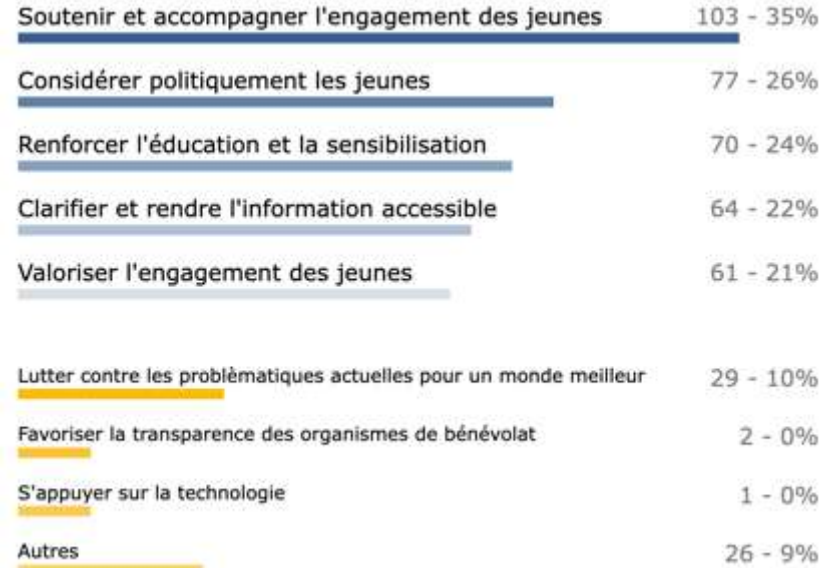 Soutenir et accompagner l'engagement des jeunes 103 - 35%
Considérer politiquement les jeunes 77 - 26%
Renforcer l'éducation et la sensibilisation 70 - 24%
Clarifier et rendre l'information accessible 64 - 22%
Valoriser l'engagement des jeunes 61 - 21%
Lutter contre les problèmatiques actuelles pour un monde meilleur 29 - 10%
Favoriser la transparence des organismes de bénévolat 2 - 0%
S'appuyer sur la technologie 1 - 0%
Autres 26 - 9%